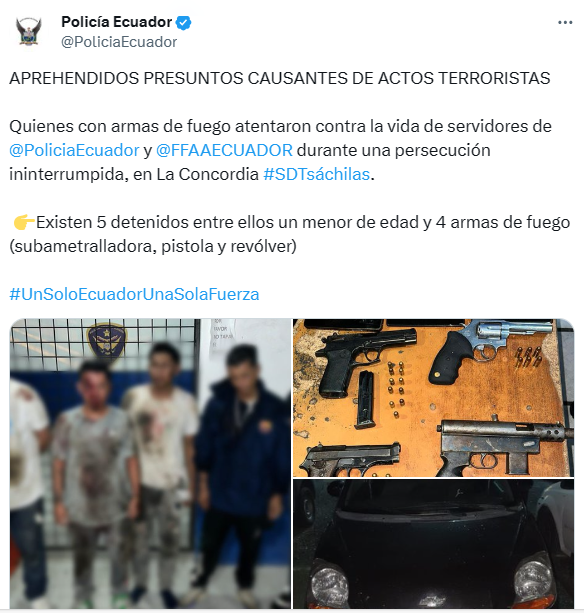 Policía Ecuador
@PoliciaEcuador
APREHENDIDOS PRESUNTOS CAUSANTES DE ACTOS TERRORISTAS
Quienes con armas de fuego atentaron contra la vida de servidores de
@PoliciaEcuador y @FFAAECUADOR durante una persecución
ininterrumpida, en La Concordia #SDTsáchilas.
👉Existen 5 detenidos entre ellos un menor de edad y 4 armas de fuego
(subametralladora, pistola y revólver)
#UnSoloEcuadorUnaSolaFuerza